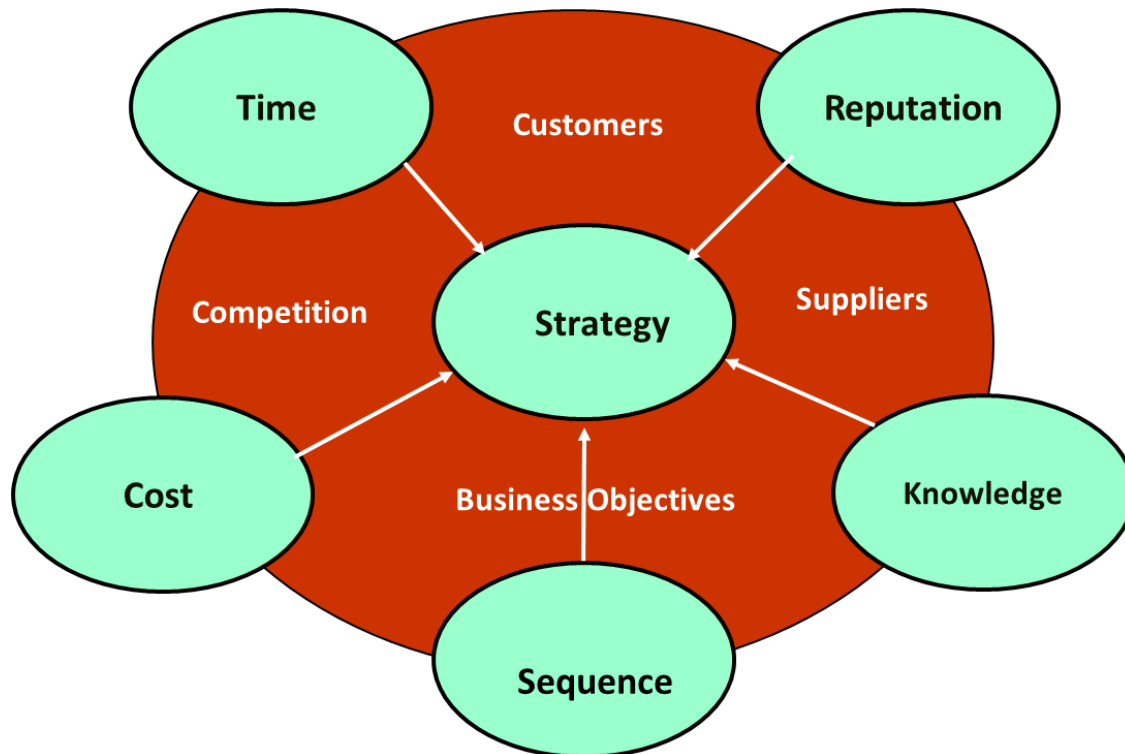 Time
Reputation
Customers
Suppliers
Competition
Strategy
Cost
Business Objectives
Knowledge
Sequence